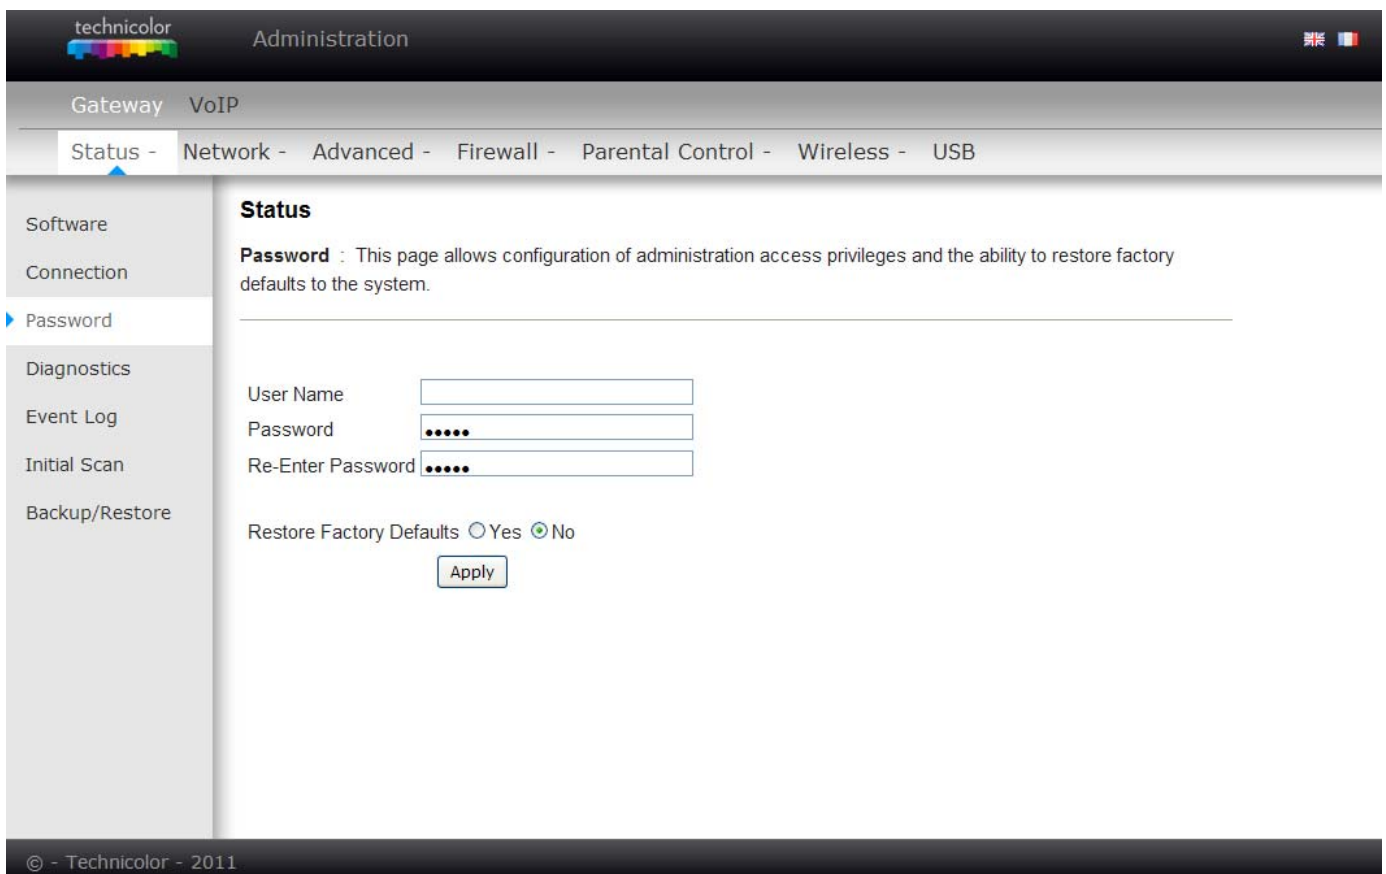 technicolor
Administration
Gateway VoIP
Status - Network - Advanced - Firewall - Parental Control - Wireless - USB
Software
Connection
Password
Diagnostics
Event Log
Initial Scan
Backup/Restore
Status
Password : This page allows configuration of administration access privileges and the ability to restore factory
defaults to the system.
User Name
Password •••••
Re-Enter Password •••••
Restore Factory Defaults Yes No
Apply
© - Technicolor - 2011